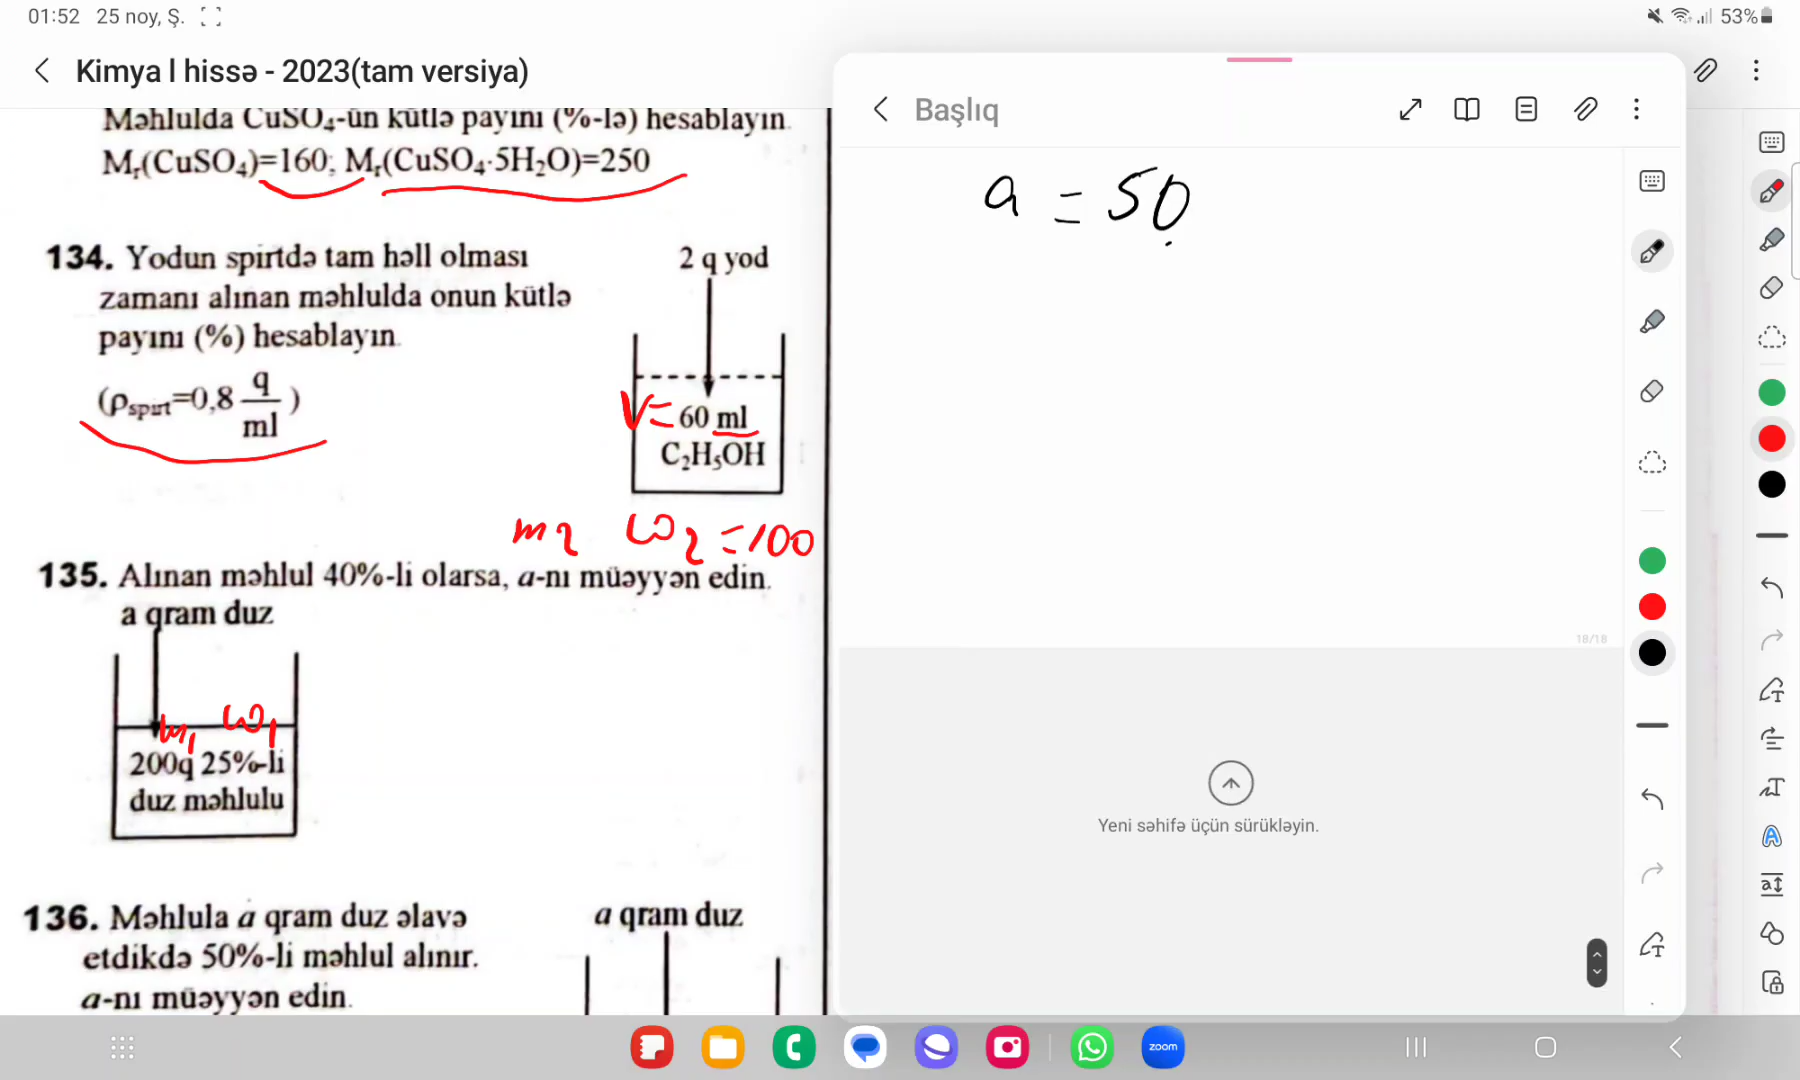 01:52 25 noy, Ş.
53%
Kimya I hissə - 2023(tam versiya)
Məhlulda CuSO₄-ün kütlə payını (%-lə) hesablayın.
Mᵣ(CuSO₄)=160; Mᵣ(CuSO₄·5H₂O)=250
134. Yodun spirtdə tam həll olması
zamanı alınan məhlulda onun kütlə
payını (%) hesablayın.
(ρspirt=0,8 q/ml)
2 q yod
V= 60 ml
C₂H₅OH
m₂ ω₂=100
135. Alınan məhlul 40%-li olarsa, a-nı müəyyən edin.
a qram duz
m₁ ω₁
200q 25%-li
duz məhlulu
136. Məhlula a qram duz əlavə
etdikdə 50%-li məhlul alınır.
a-nı müəyyən edin.
a qram duz
Başlıq
a = 50
18/18
Yeni səhifə üçün sürükləyin.
zoom